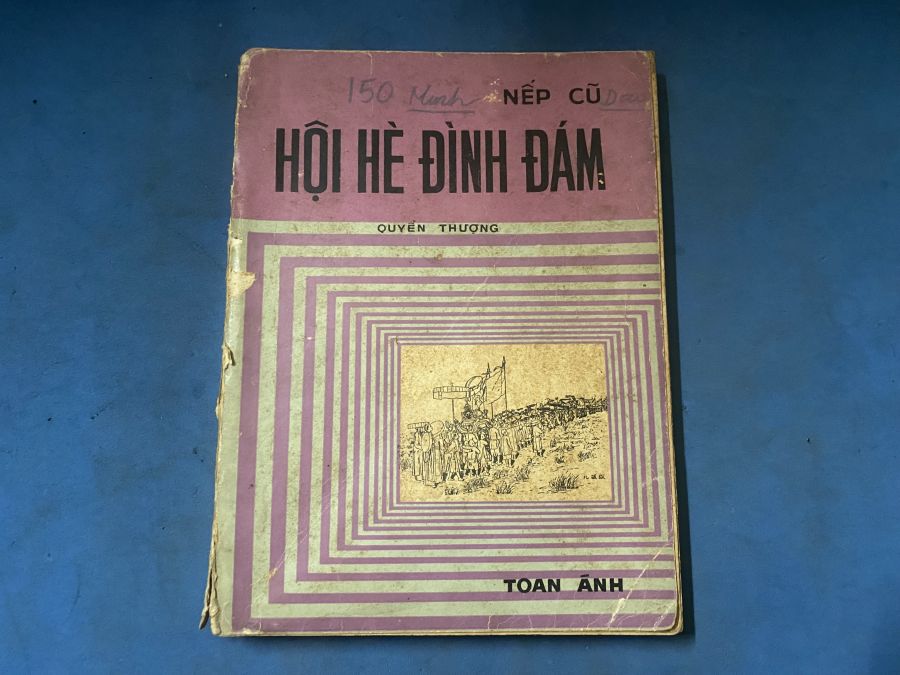 150 Minh NẾP CŨ
HỘI HÈ ĐÌNH ĐÁM
QUYỂN THƯỢNG
TOAN ÁNH